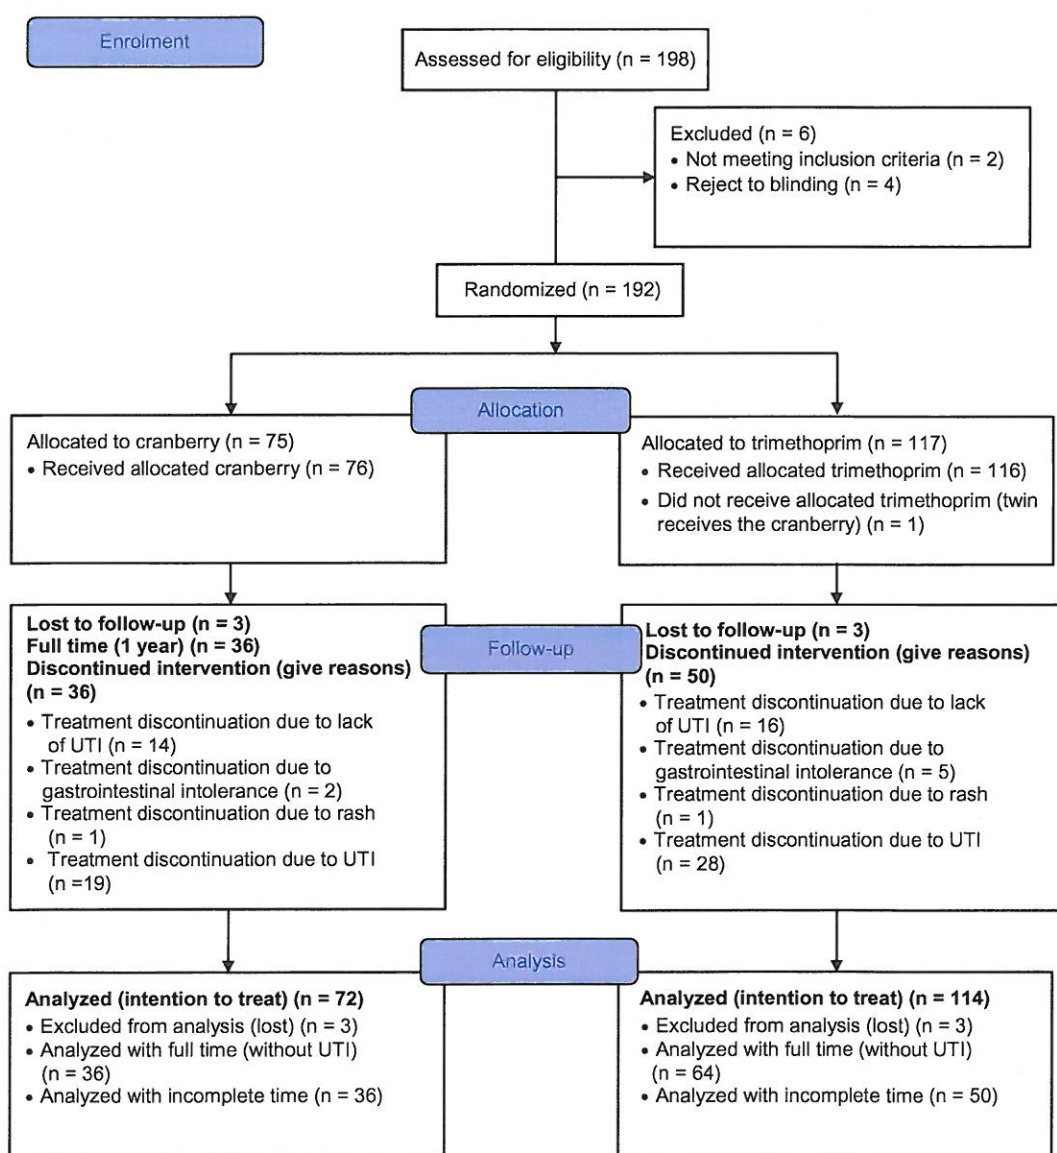 Enrolment
Assessed for eligibility (n = 198)
Excluded (n = 6)
• Not meeting inclusion criteria (n = 2)
• Reject to blinding (n = 4)
Randomized (n = 192)
Allocation
Allocated to cranberry (n = 75)
• Received allocated cranberry (n = 76)
Allocated to trimethoprim (n = 117)
• Received allocated trimethoprim (n = 116)
• Did not receive allocated trimethoprim (twin
receives the cranberry) (n = 1)
Follow-up
Lost to follow-up (n = 3)
Full time (1 year) (n = 36)
Discontinued intervention (give reasons)
(n = 36)
• Treatment discontinuation due to lack
of UTI (n = 14)
• Treatment discontinuation due to
gastrointestinal intolerance (n = 2)
• Treatment discontinuation due to rash
(n = 1)
• Treatment discontinuation due to UTI
(n =19)
Lost to follow-up (n = 3)
Discontinued intervention (give reasons)
(n = 50)
• Treatment discontinuation due to lack
of UTI (n = 16)
• Treatment discontinuation due to
gastrointestinal intolerance (n = 5)
• Treatment discontinuation due to rash
(n = 1)
• Treatment discontinuation due to UTI
(n = 28)
Analysis
Analyzed (intention to treat) (n = 72)
• Excluded from analysis (lost) (n = 3)
• Analyzed with full time (without UTI)
(n = 36)
• Analyzed with incomplete time (n = 36)
Analyzed (intention to treat) (n = 114)
• Excluded from analysis (lost) (n = 3)
• Analyzed with full time (without UTI)
(n = 64)
• Analyzed with incomplete time (n = 50)